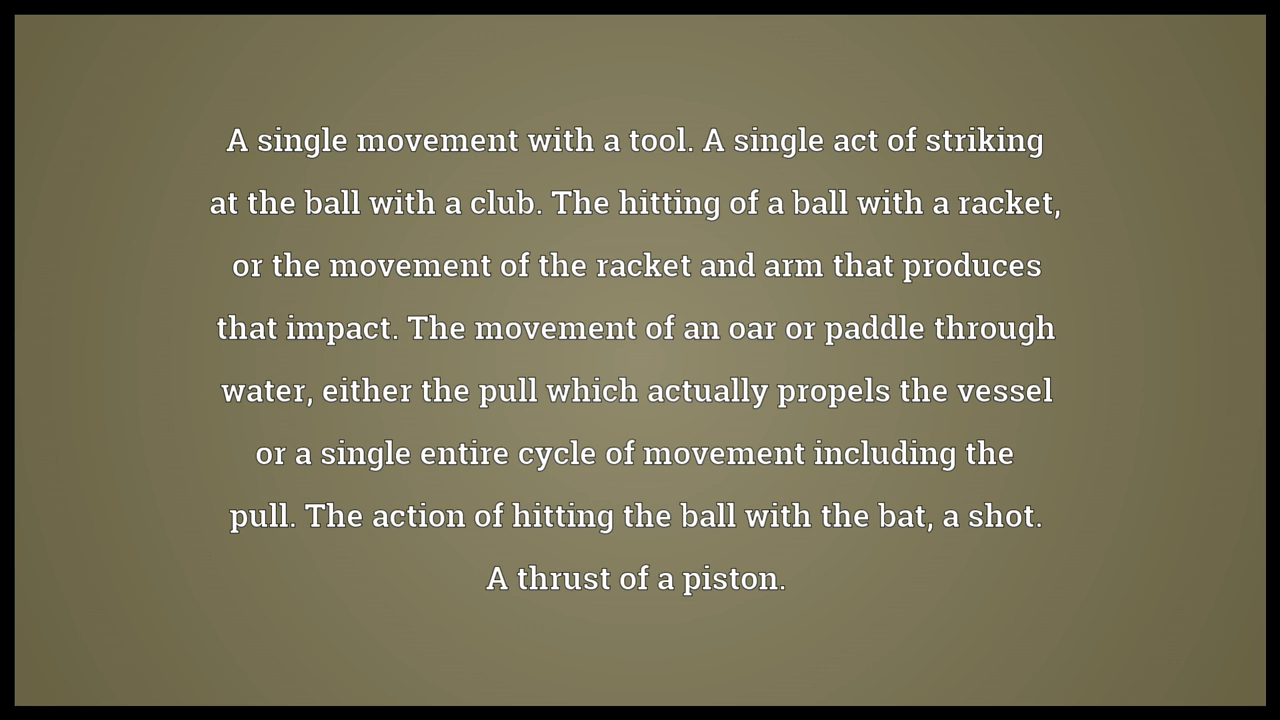 A single movement with a tool. A single act of striking
at the ball with a club. The hitting of a ball with a racket,
or the movement of the racket and arm that produces
that impact. The movement of an oar or paddle through
water, either the pull which actually propels the vessel
or a single entire cycle of movement including the
pull. The action of hitting the ball with the bat, a shot.
A thrust of a piston.